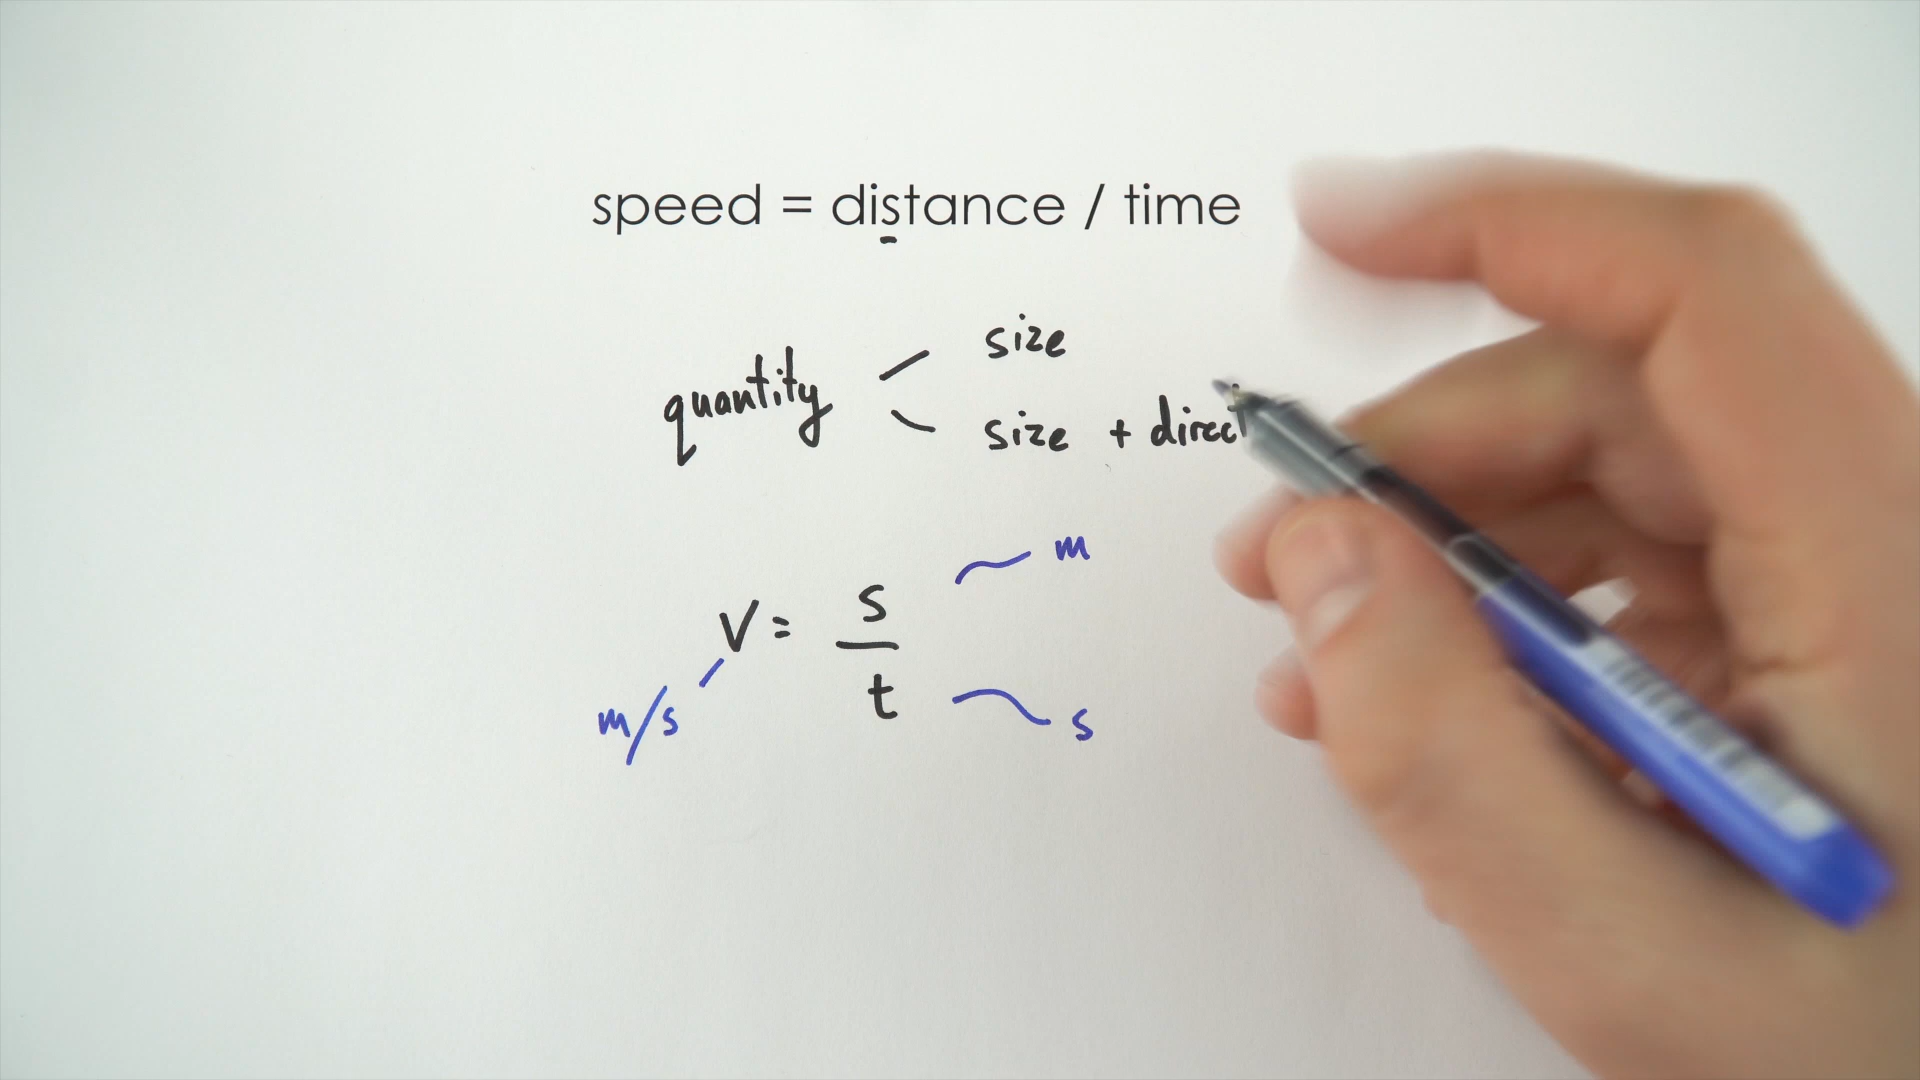 speed = distance / time
size
quantity
size + direct
m
v = s
t
m/s
s